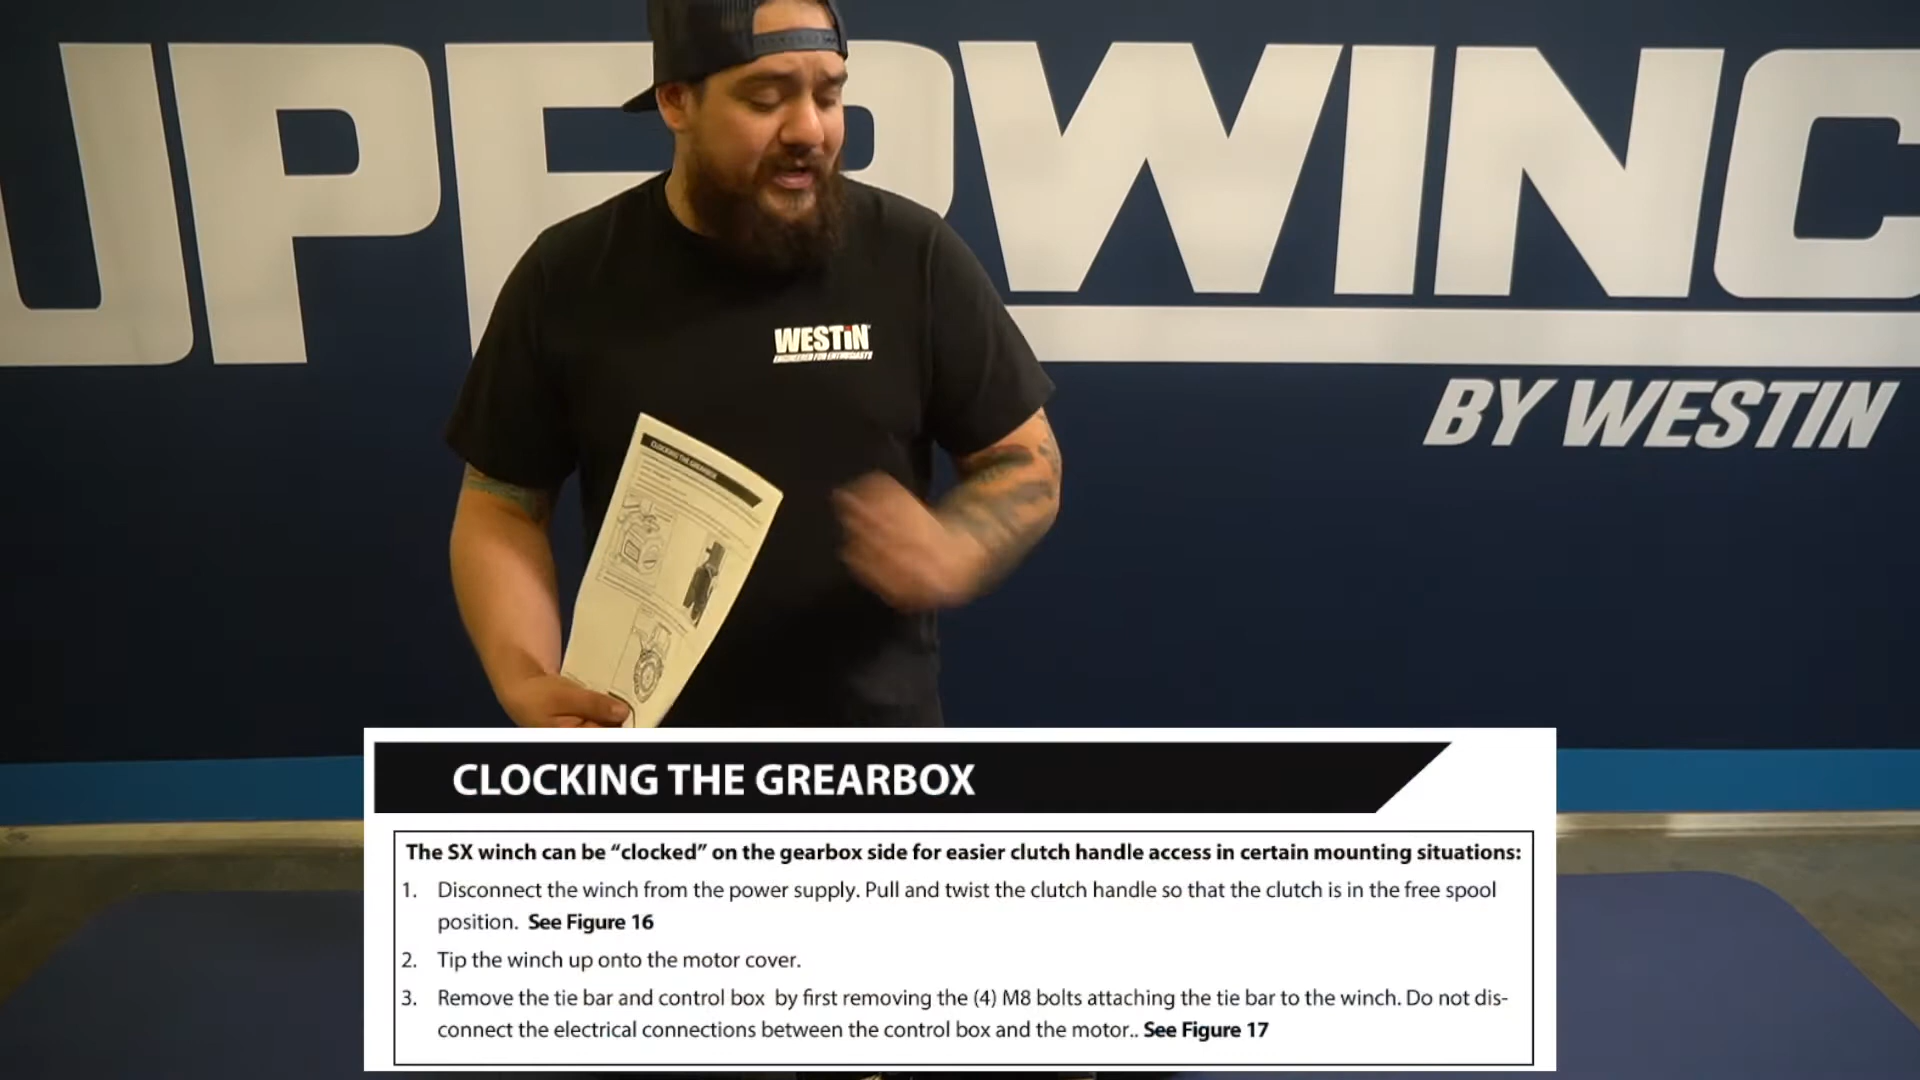 UPERWINC
BY WESTIN
WESTiN
ENGINEERED FOR ENTHUSIASTS
CLOCKING THE GEARBOX
CLOCKING THE GREARBOX
The SX winch can be “clocked” on the gearbox side for easier clutch handle access in certain mounting situations:
1. Disconnect the winch from the power supply. Pull and twist the clutch handle so that the clutch is in the free spool
position. See Figure 16
2. Tip the winch up onto the motor cover.
3. Remove the tie bar and control box by first removing the (4) M8 bolts attaching the tie bar to the winch. Do not dis-
connect the electrical connections between the control box and the motor.. See Figure 17